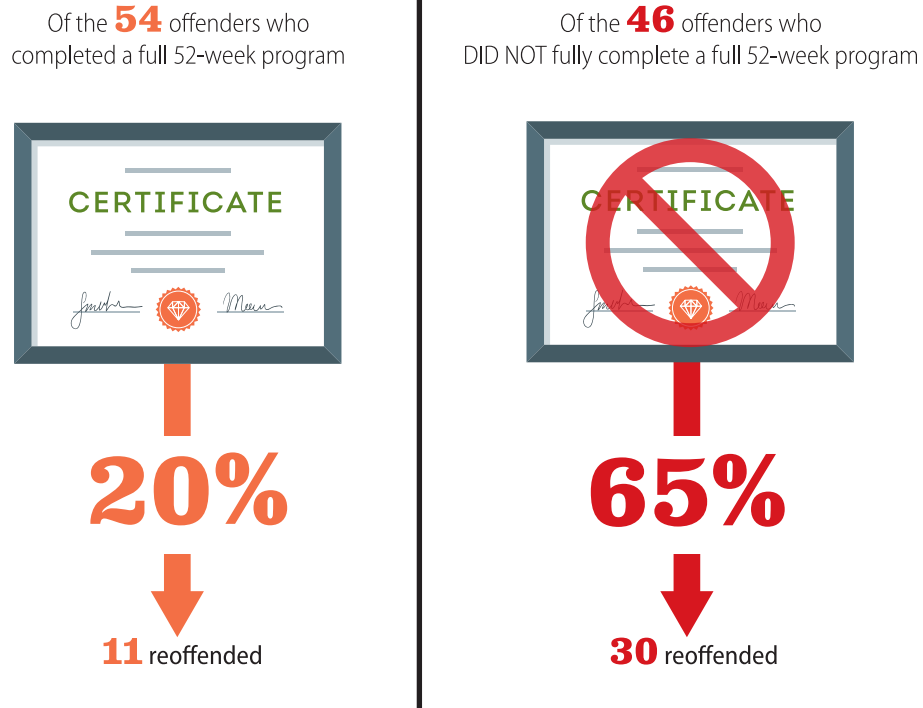 Of the 54 offenders who
completed a full 52-week program
CERTIFICATE
20%
11 reoffended
Of the 46 offenders who
DID NOT fully complete a full 52-week program
CERTIFICATE
65%
30 reoffended